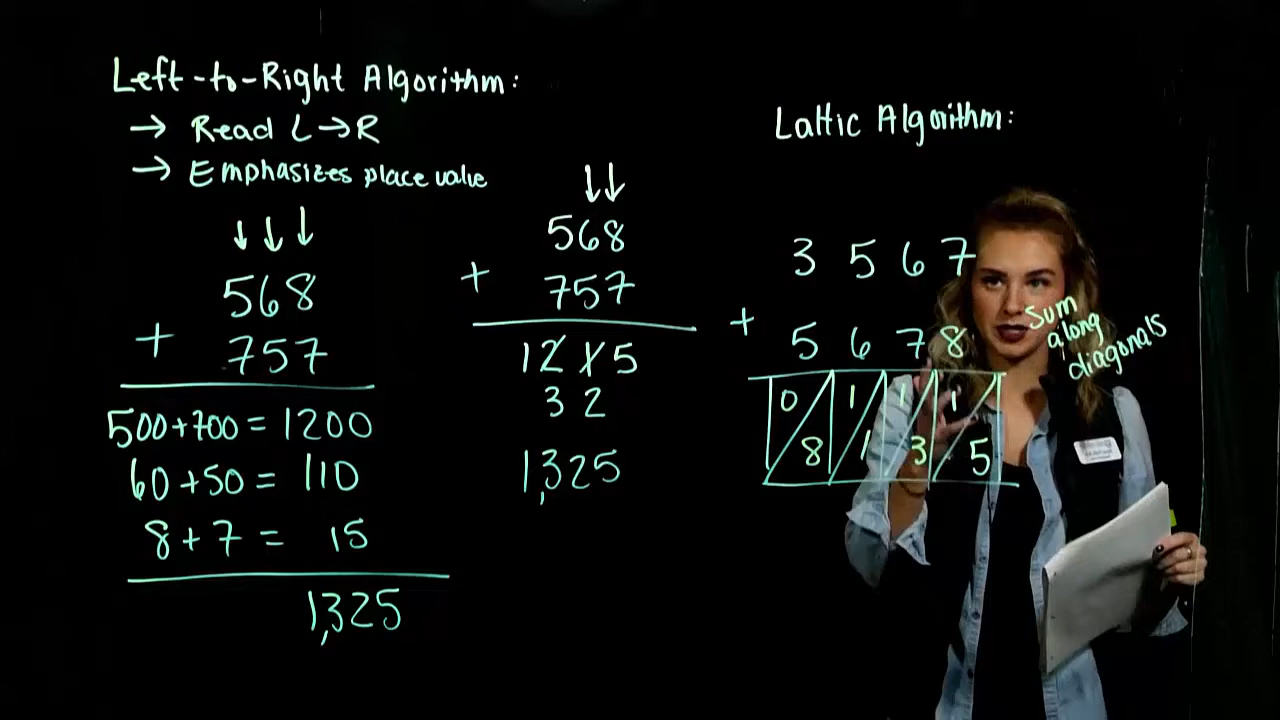 Left-to-Right Algorithm:
→ Read L→R
→ Emphasizes place value
↓ ↓ ↓
568
+ 757
500+700 = 1200
60+50 = 110
8+7 = 15
1,325
↓↓
568
+ 757
12 1 5
3 2
1,325
Lattic Algorithm:
3 5 6 7
+ 5 6 7 8
0 1 1 1
8 1 3 5
Sum
along
diagonals